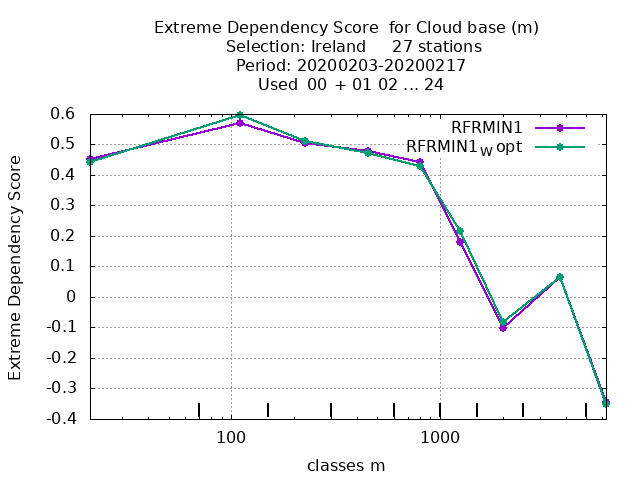 Extreme Dependency Score  for Cloud base (m)
Selection: Ireland     27 stations
Period: 20200203-20200217
Used  00  + 01 02 ... 24
RFRMIN1
RFRMIN1W opt
Extreme Dependency Score
0.6
0.5
0.4
0.3
0.2
0.1
0
-0.1
-0.2
-0.3
-0.4
100
1000
classes m